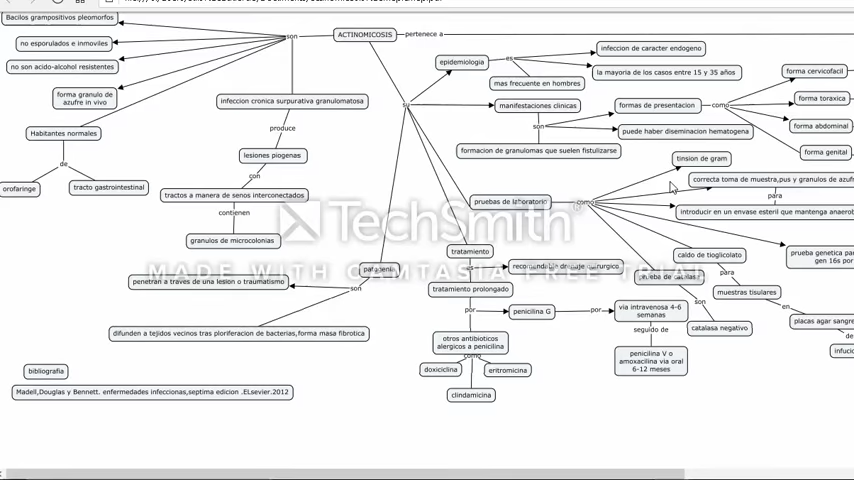 Bacilos grampositivos pleomorfos
no esporulados e inmoviles
no son acido-alcohol resistentes
forma granulo de
azufre in vivo
Habitantes normales
de
orofaringe
tracto gastrointestinal
son
ACTINOMICOSIS
pertenece a
infeccion cronica surpurativa granulomatosa
produce
lesiones piogenas
con
tractos a manera de senos interconectados
contienen
granulos de microcolonias
su
epidemiologia
es
infeccion de caracter endogeno
la mayoria de los casos entre 15 y 35 años
mas frecuente en hombres
manifestaciones clinicas
son
formas de presentacion
como
forma cervicofacial
forma toraxica
forma abdominal
forma genital
puede haber diseminacion hematogena
formacion de granulomas que suelen fistulizarse
pruebas de laboratorio
como
tinsion de gram
correcta toma de muestra,pus y granulos de azuf
para
introducir en un envase esteril que mantenga anaerob
prueba genetica par
gen 16s por
caldo de tioglicolato
para
muestras tisulares
en
placas agar sangre
de
infucio
prueba de catalasa
son
catalasa negativo
TechSmith
MADE WITH CAMTASIA FREE TRIAL
patogenia
son
penetran a traves de una lesion o traumatismo
difunden a tejidos vecinos tras ploriferacion de bacterias,forma masa fibrotica
tratamiento
es
recomendable drenaje quirurgico
tratamiento prolongado
por
penicilina G
por
via intravenosa 4-6
semanas
seguido de
penicilina V o
amoxacilina via oral
6-12 meses
otros antibioticos
alergicos a penicilina
como
doxiciclina
eritromicina
clindamicina
bibliografia
Madell,Douglas y Bennett. enfermedades infeccionas,septima edicion .ELsevier.2012